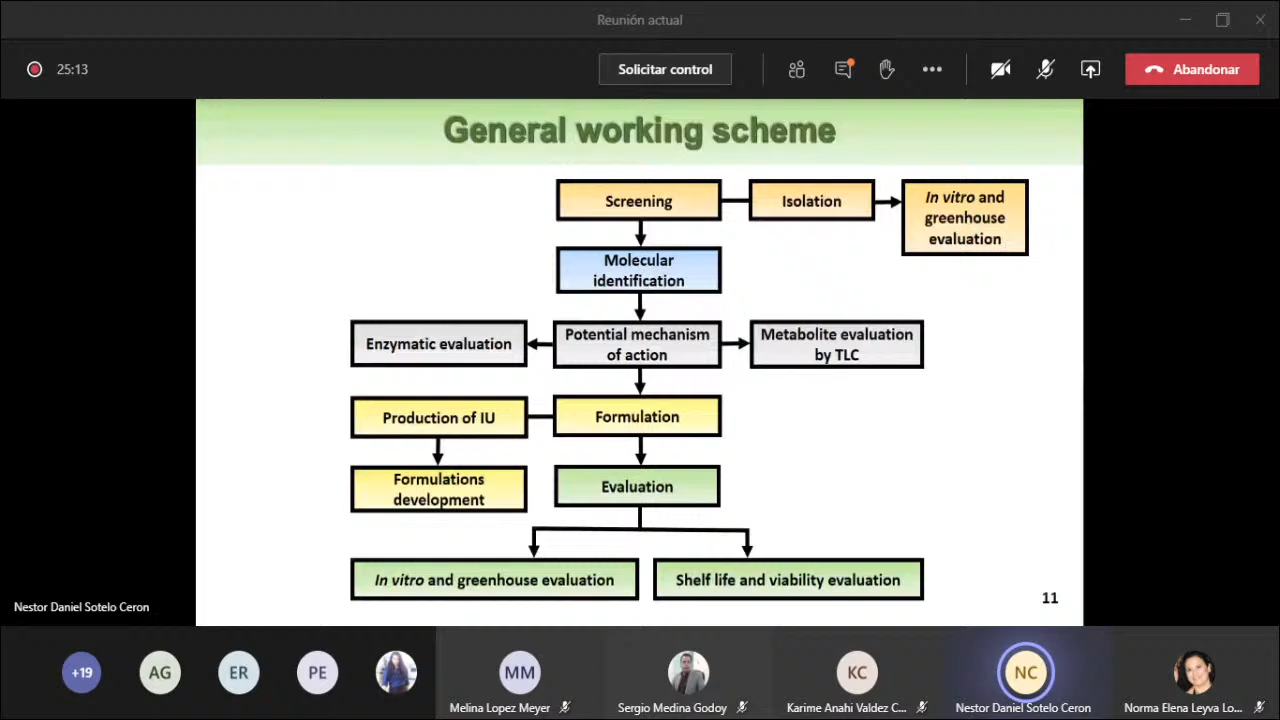 Reunión actual
25:13
Solicitar control
Abandonar
General working scheme
Screening
Isolation
In vitro and
greenhouse
evaluation
Molecular
identification
Enzymatic evaluation
Potential mechanism
of action
Metabolite evaluation
by TLC
Production of IU
Formulation
Formulations
development
Evaluation
In vitro and greenhouse evaluation
Shelf life and viability evaluation
11
Nestor Daniel Sotelo Ceron
+19
AG
ER
PE
MM
KC
NC
Melina Lopez Meyer
Sergio Medina Godoy
Karime Anahi Valdez C...
Nestor Daniel Sotelo Ceron
Norma Elena Leyva Lo...